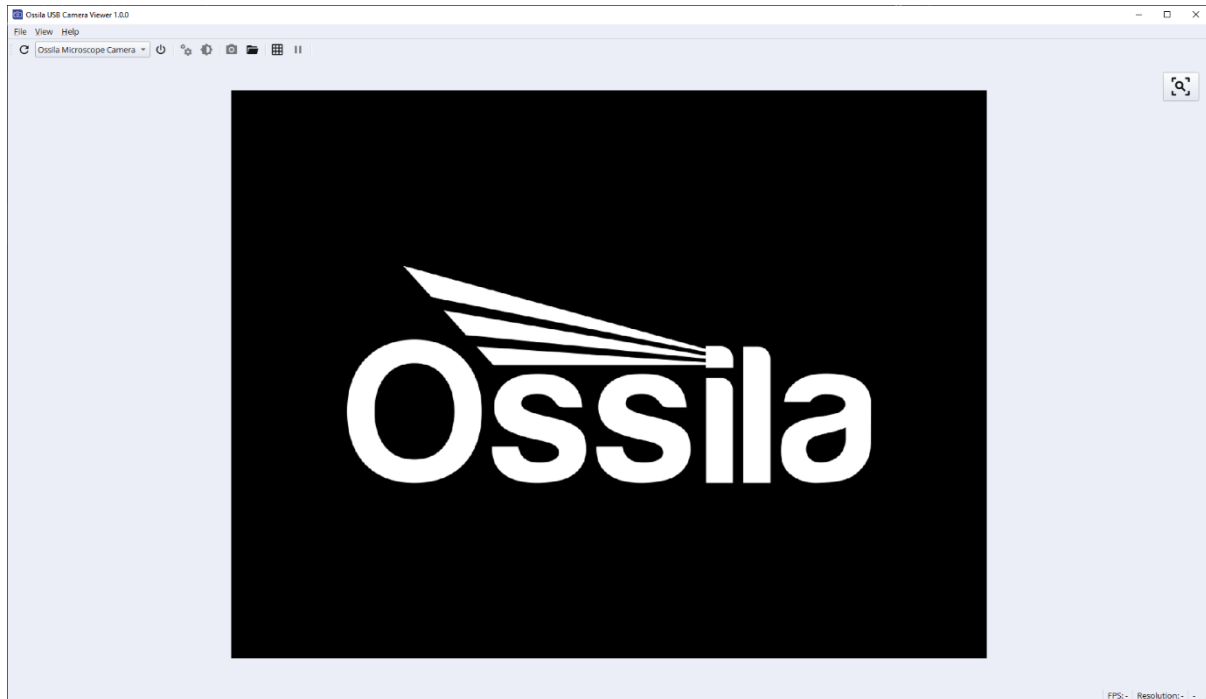 Ossila USB Camera Viewer 1.0.0
File View Help
Ossila Microscope Camera
Ossila
FPS:- Resolution:- -